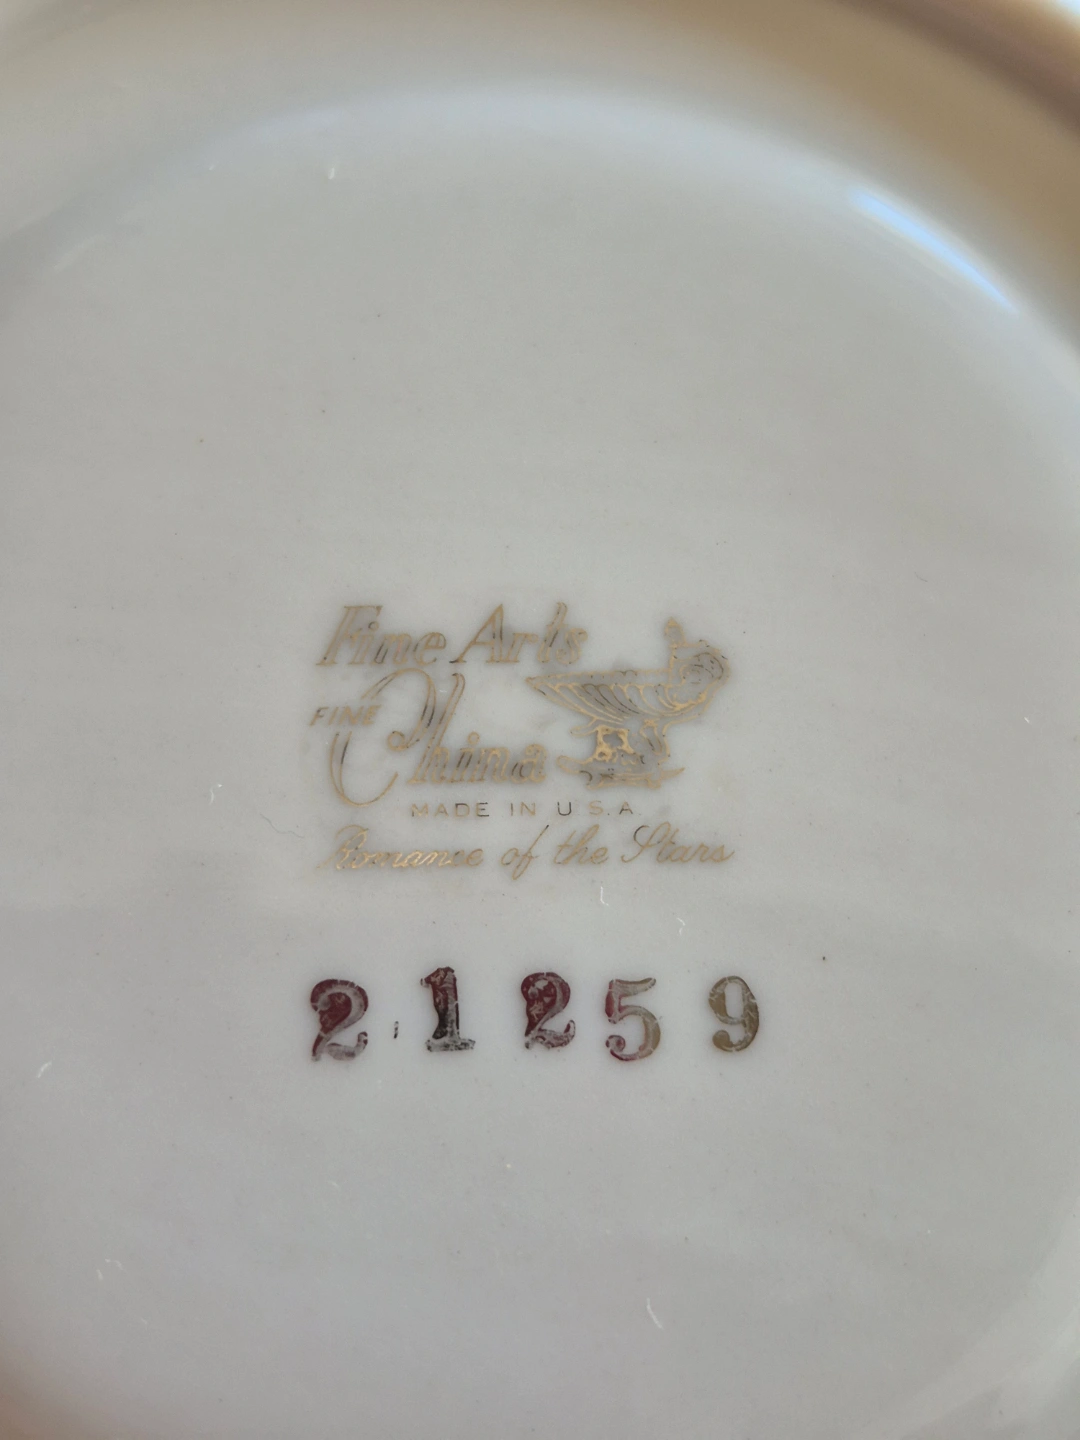 Fine Arts
FINE China
MADE IN U.S.A.
Romance of the Stars
21259